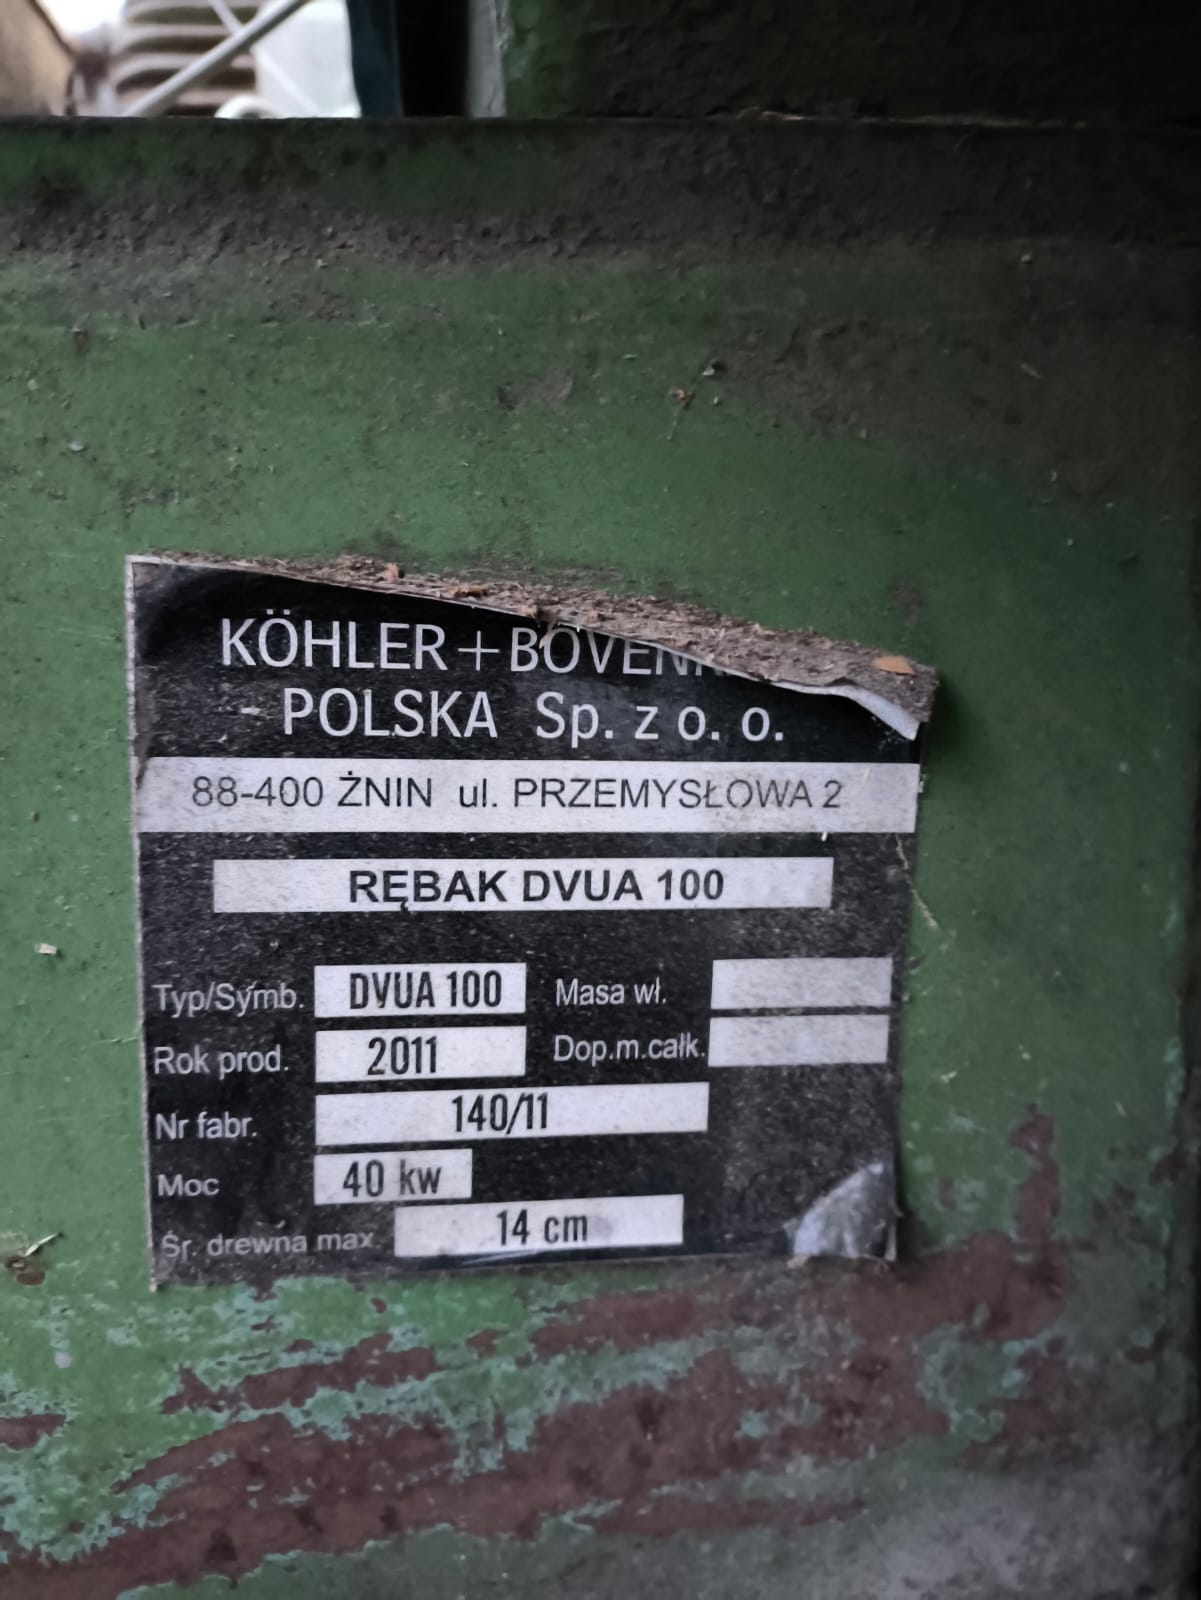 KÖHLER + 
POLSKA Sp. z o. o.
88-400 ŻNIN ul. PRZEMYSŁOWA 2
RĘBAK DVUA 100
Typ/Symb. DVUA 100 Masa wł.
Rok prod. 2011 Dop.m.całk.
Nr fabr. 140/11
Moc 40 kw
Śr. drewna max. 14 cm